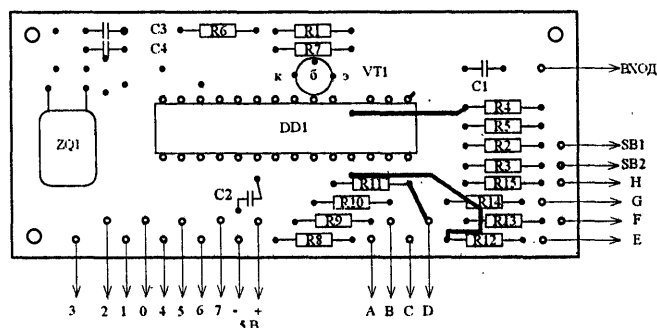 C3 R6 R1
C4 R7
к б э VT1
C1 ВХОД
R4
DD1 R5
ZQ1 R2 SB1
R3 SB2
C2 R11 R15 H
R10 R14 G
R9 R13 F
R8 R12 E
3 2 1 0 4 5 6 7 - + A B C D
5 В